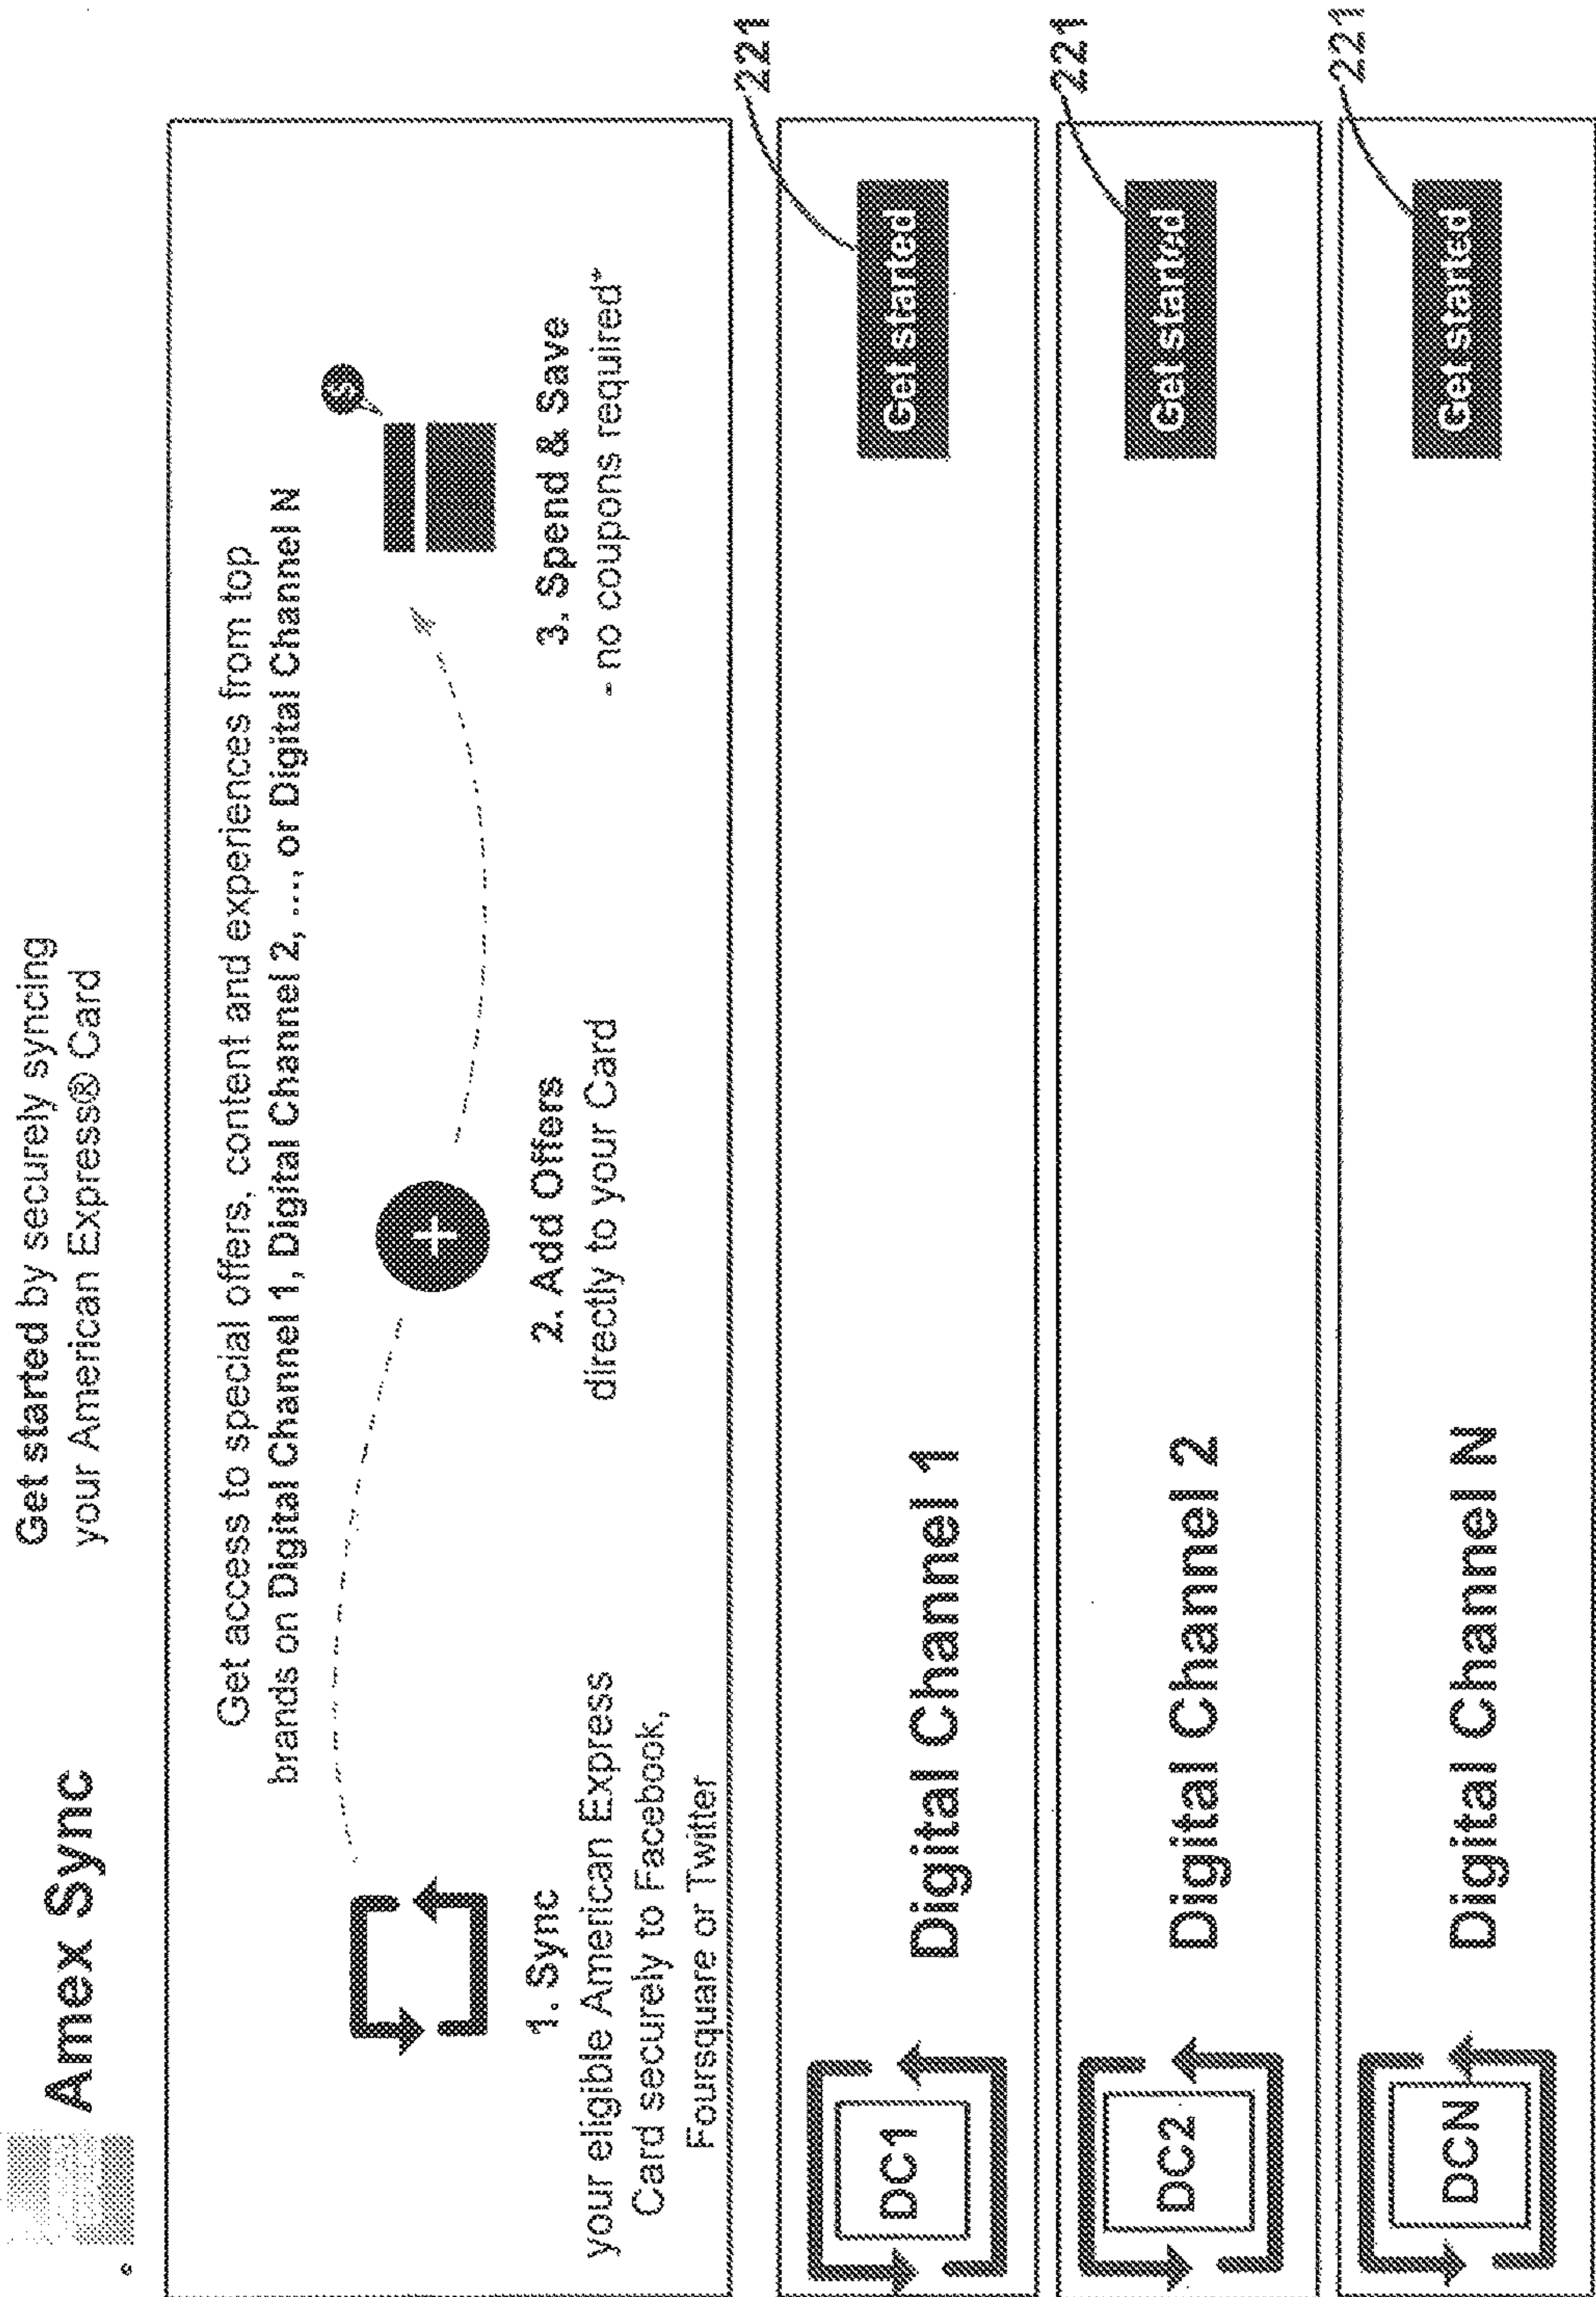 Amex Sync
Get started by securely syncing
your American Express® Card
Get access to special offers, content and experiences from top
brands on Digital Channel 1, Digital Channel 2, ..., or Digital Channel N
+
$
1. Sync
your eligible American Express
Card securely to Facebook,
Foursquare or Twitter
2. Add Offers
directly to your Card
3. Spend & Save
- no coupons required*
DC1
Digital Channel 1
Get started
221
DC2
Digital Channel 2
Get started
221
DCN
Digital Channel N
Get started
221